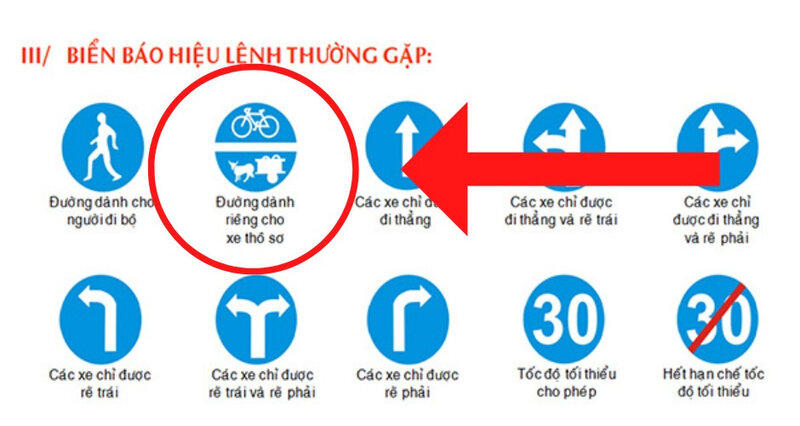 III/ BIỂN BÁO HIỆU LỆNH THƯỜNG GẶP:
Đường dành cho
người đi bộ
Đường dành
riêng cho
xe thồ sơ
Các xe chỉ
đi thẳng
Các xe chỉ được
đi thẳng và rẽ trái
Các xe chỉ
được đi thẳng
và rẽ phải
Các xe chỉ được
rẽ trái
Các xe chỉ được
rẽ trái và rẽ phải
Các xe chỉ được
rẽ phải
30
Tốc độ tối thiểu
cho phép
30
Hết hạn chế tốc
độ tối thiểu